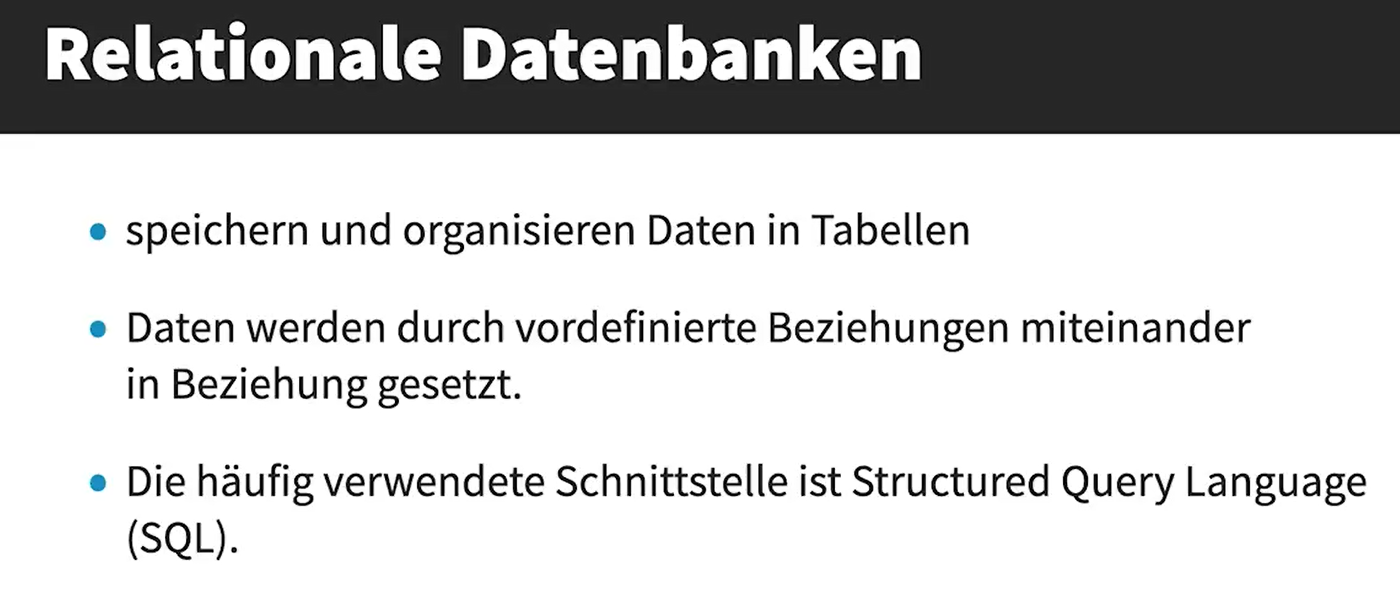 Relationale Datenbanken
• speichern und organisieren Daten in Tabellen
• Daten werden durch vordefinierte Beziehungen miteinander
in Beziehung gesetzt.
• Die häufig verwendete Schnittstelle ist Structured Query Language
(SQL).